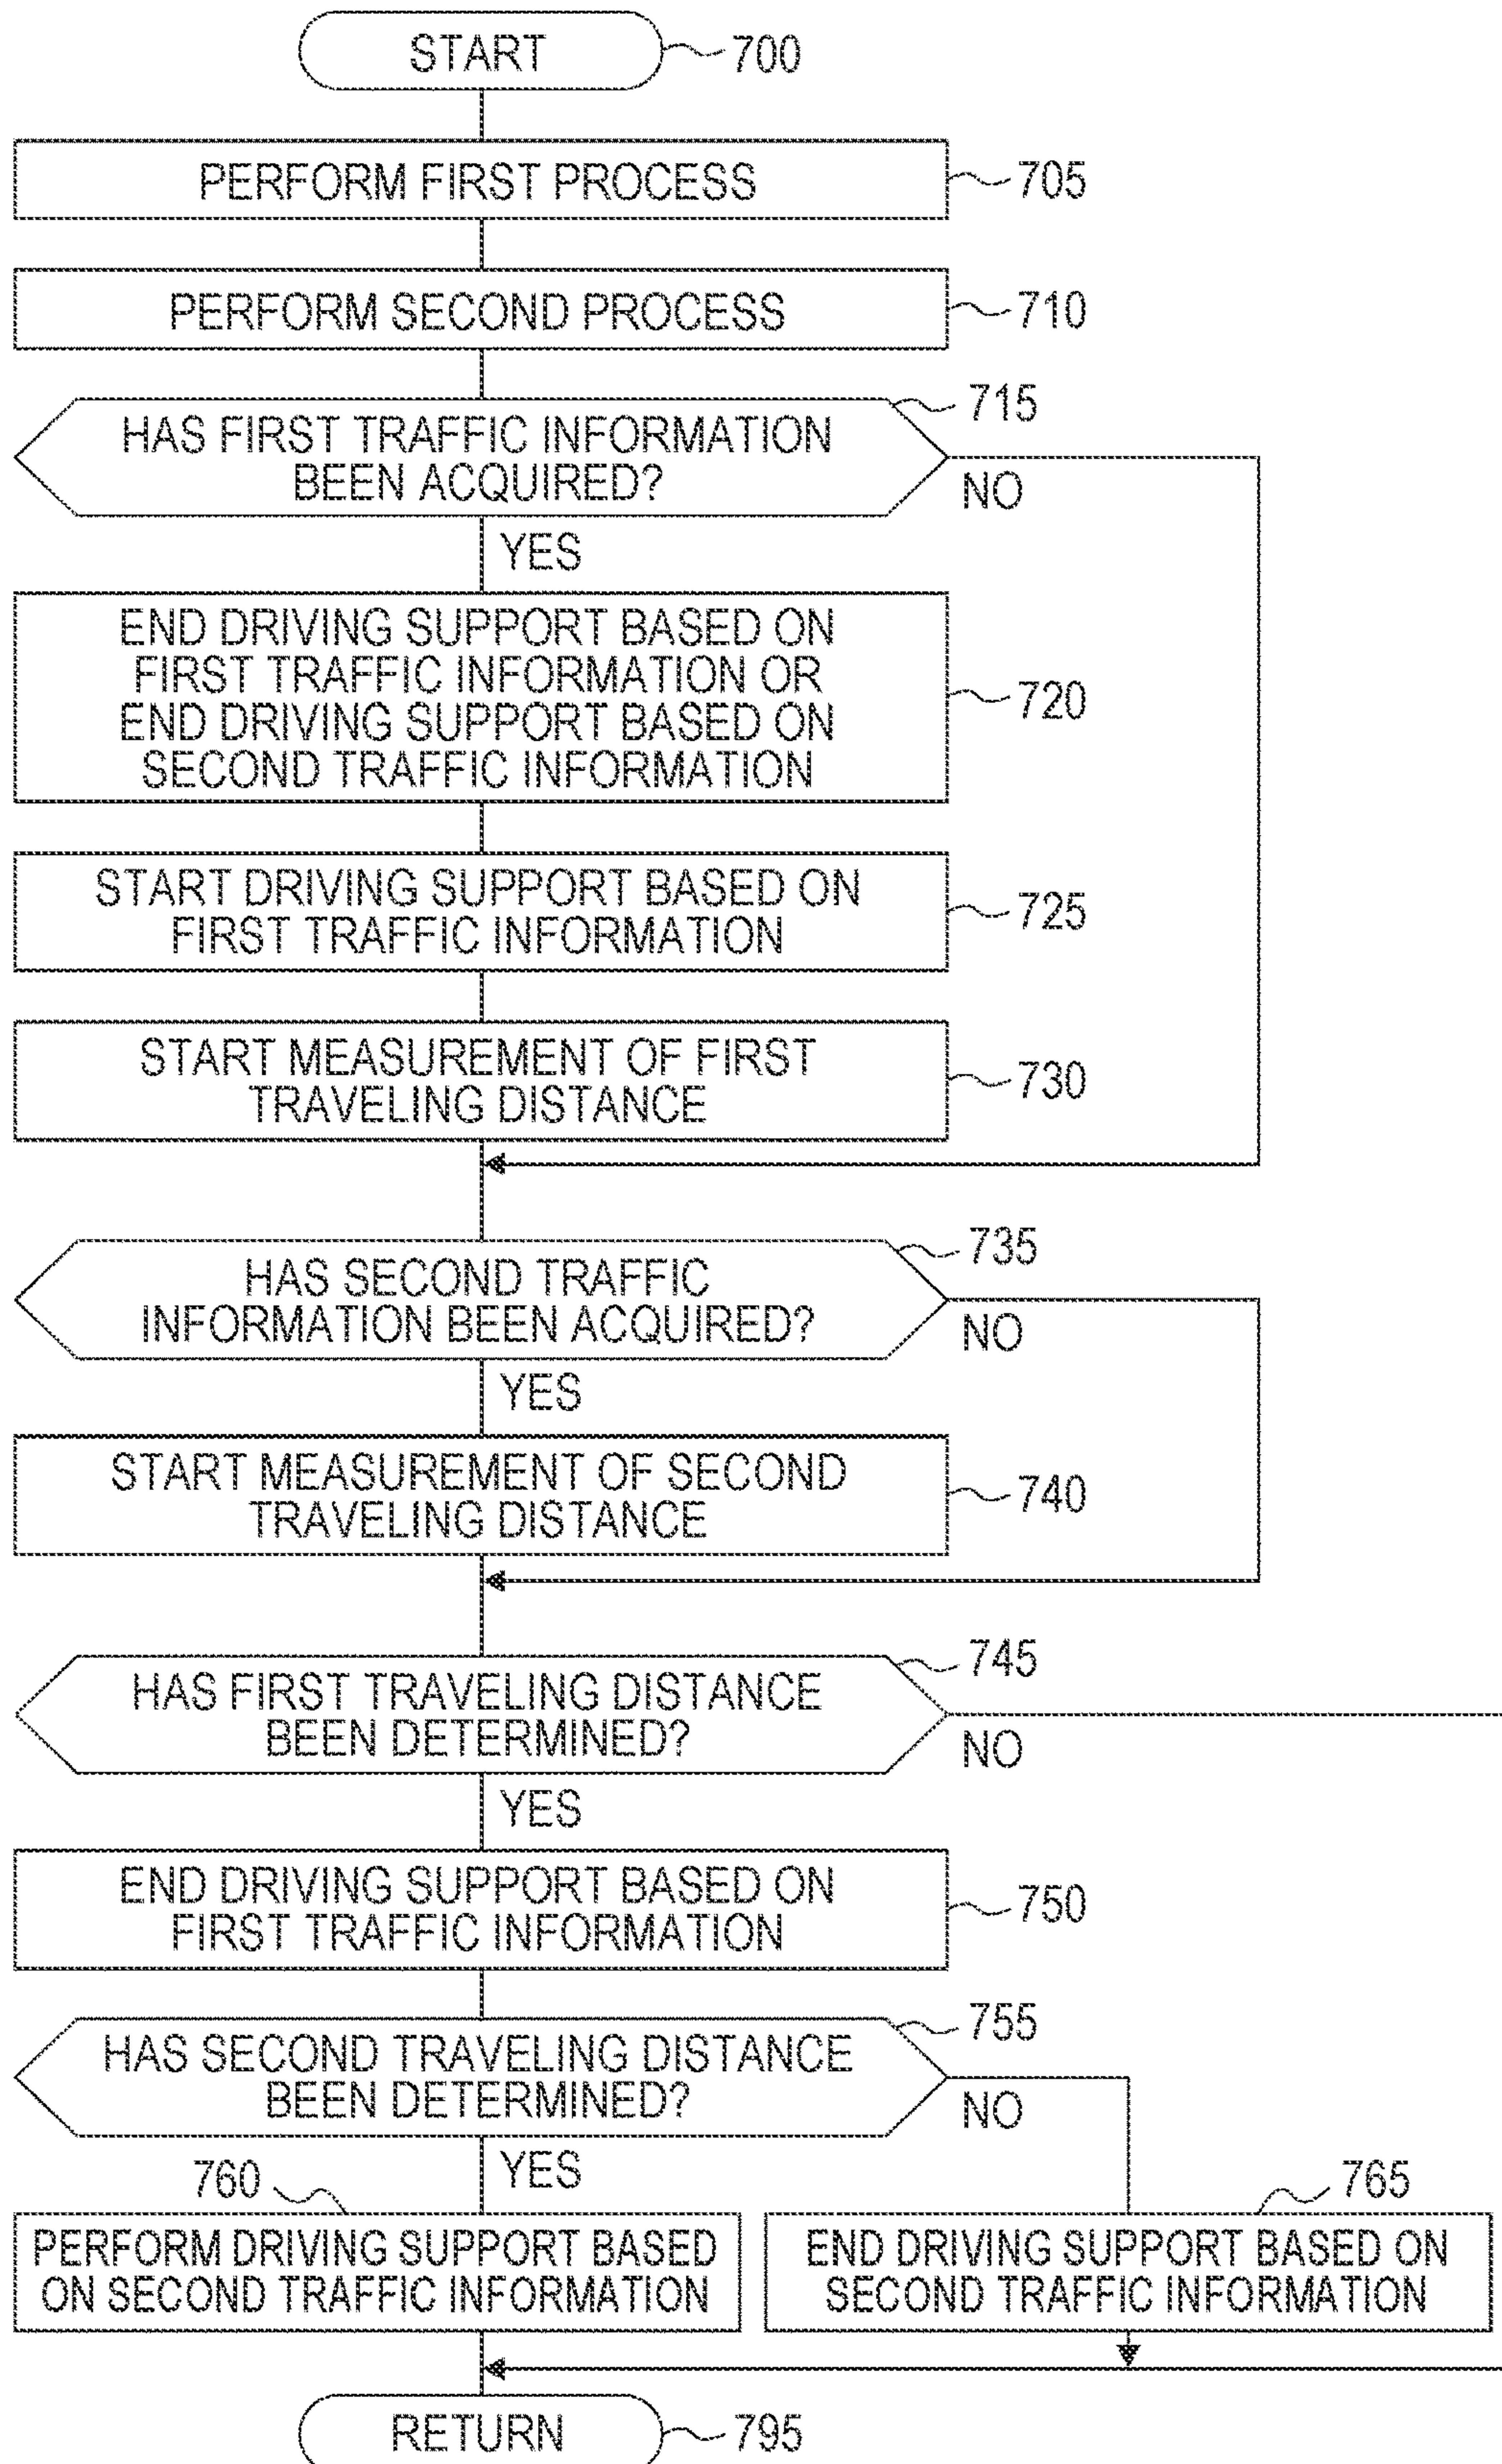 START
700
PERFORM FIRST PROCESS
705
PERFORM SECOND PROCESS
710
715
HAS FIRST TRAFFIC INFORMATION
BEEN ACQUIRED?
NO
YES
END DRIVING SUPPORT BASED ON
FIRST TRAFFIC INFORMATION OR
END DRIVING SUPPORT BASED ON
SECOND TRAFFIC INFORMATION
720
START DRIVING SUPPORT BASED ON
FIRST TRAFFIC INFORMATION
725
START MEASUREMENT OF FIRST
TRAVELING DISTANCE
730
735
HAS SECOND TRAFFIC
INFORMATION BEEN ACQUIRED?
NO
YES
START MEASUREMENT OF SECOND
TRAVELING DISTANCE
740
745
HAS FIRST TRAVELING DISTANCE
BEEN DETERMINED?
NO
YES
END DRIVING SUPPORT BASED ON
FIRST TRAFFIC INFORMATION
750
755
HAS SECOND TRAVELING DISTANCE
BEEN DETERMINED?
NO
YES
760
765
PERFORM DRIVING SUPPORT BASED
ON SECOND TRAFFIC INFORMATION
END DRIVING SUPPORT BASED ON
SECOND TRAFFIC INFORMATION
RETURN
795